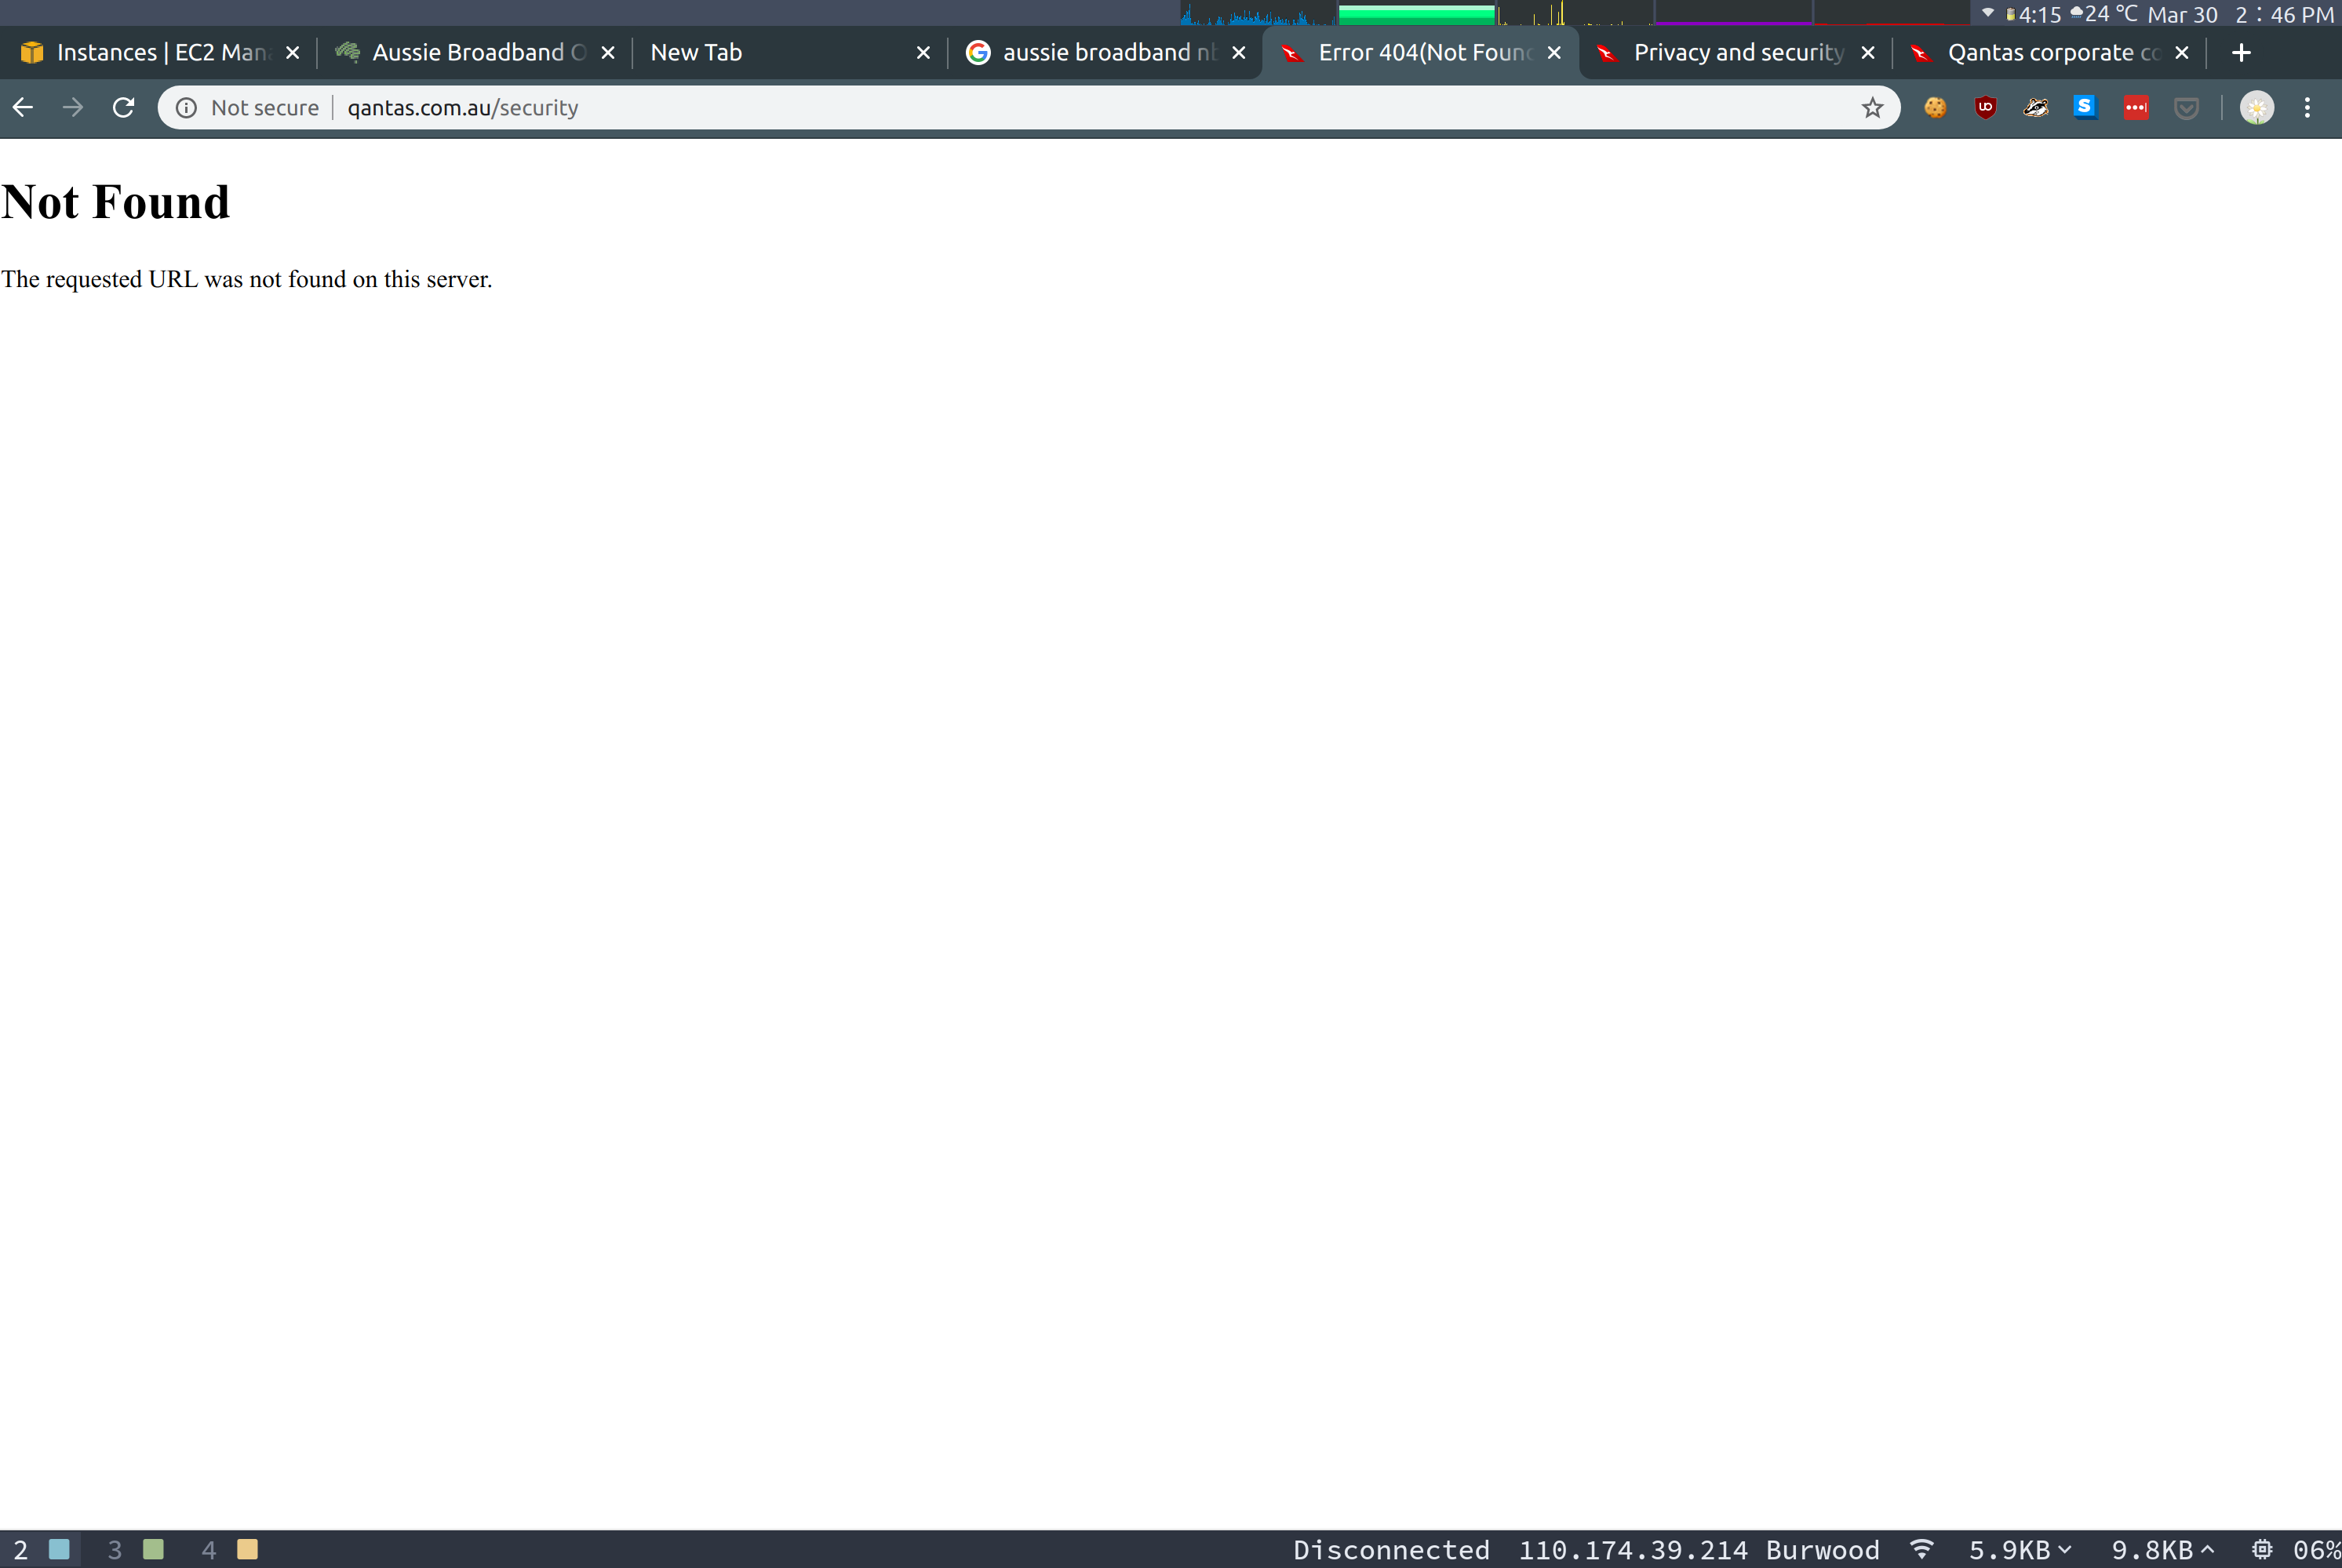 4:15 24 ℃ Mar 30 2 : 46 PM
Instances | EC2 Mana
Aussie Broadband O
New Tab
aussie broadband nb
Error 404(Not Found
Privacy and security
Qantas corporate co
Not secure
qantas.com.au/security
Not Found
The requested URL was not found on this server.
2 3 4 Disconnected 110.174.39.214 Burwood 5.9KB 9.8KB 06%